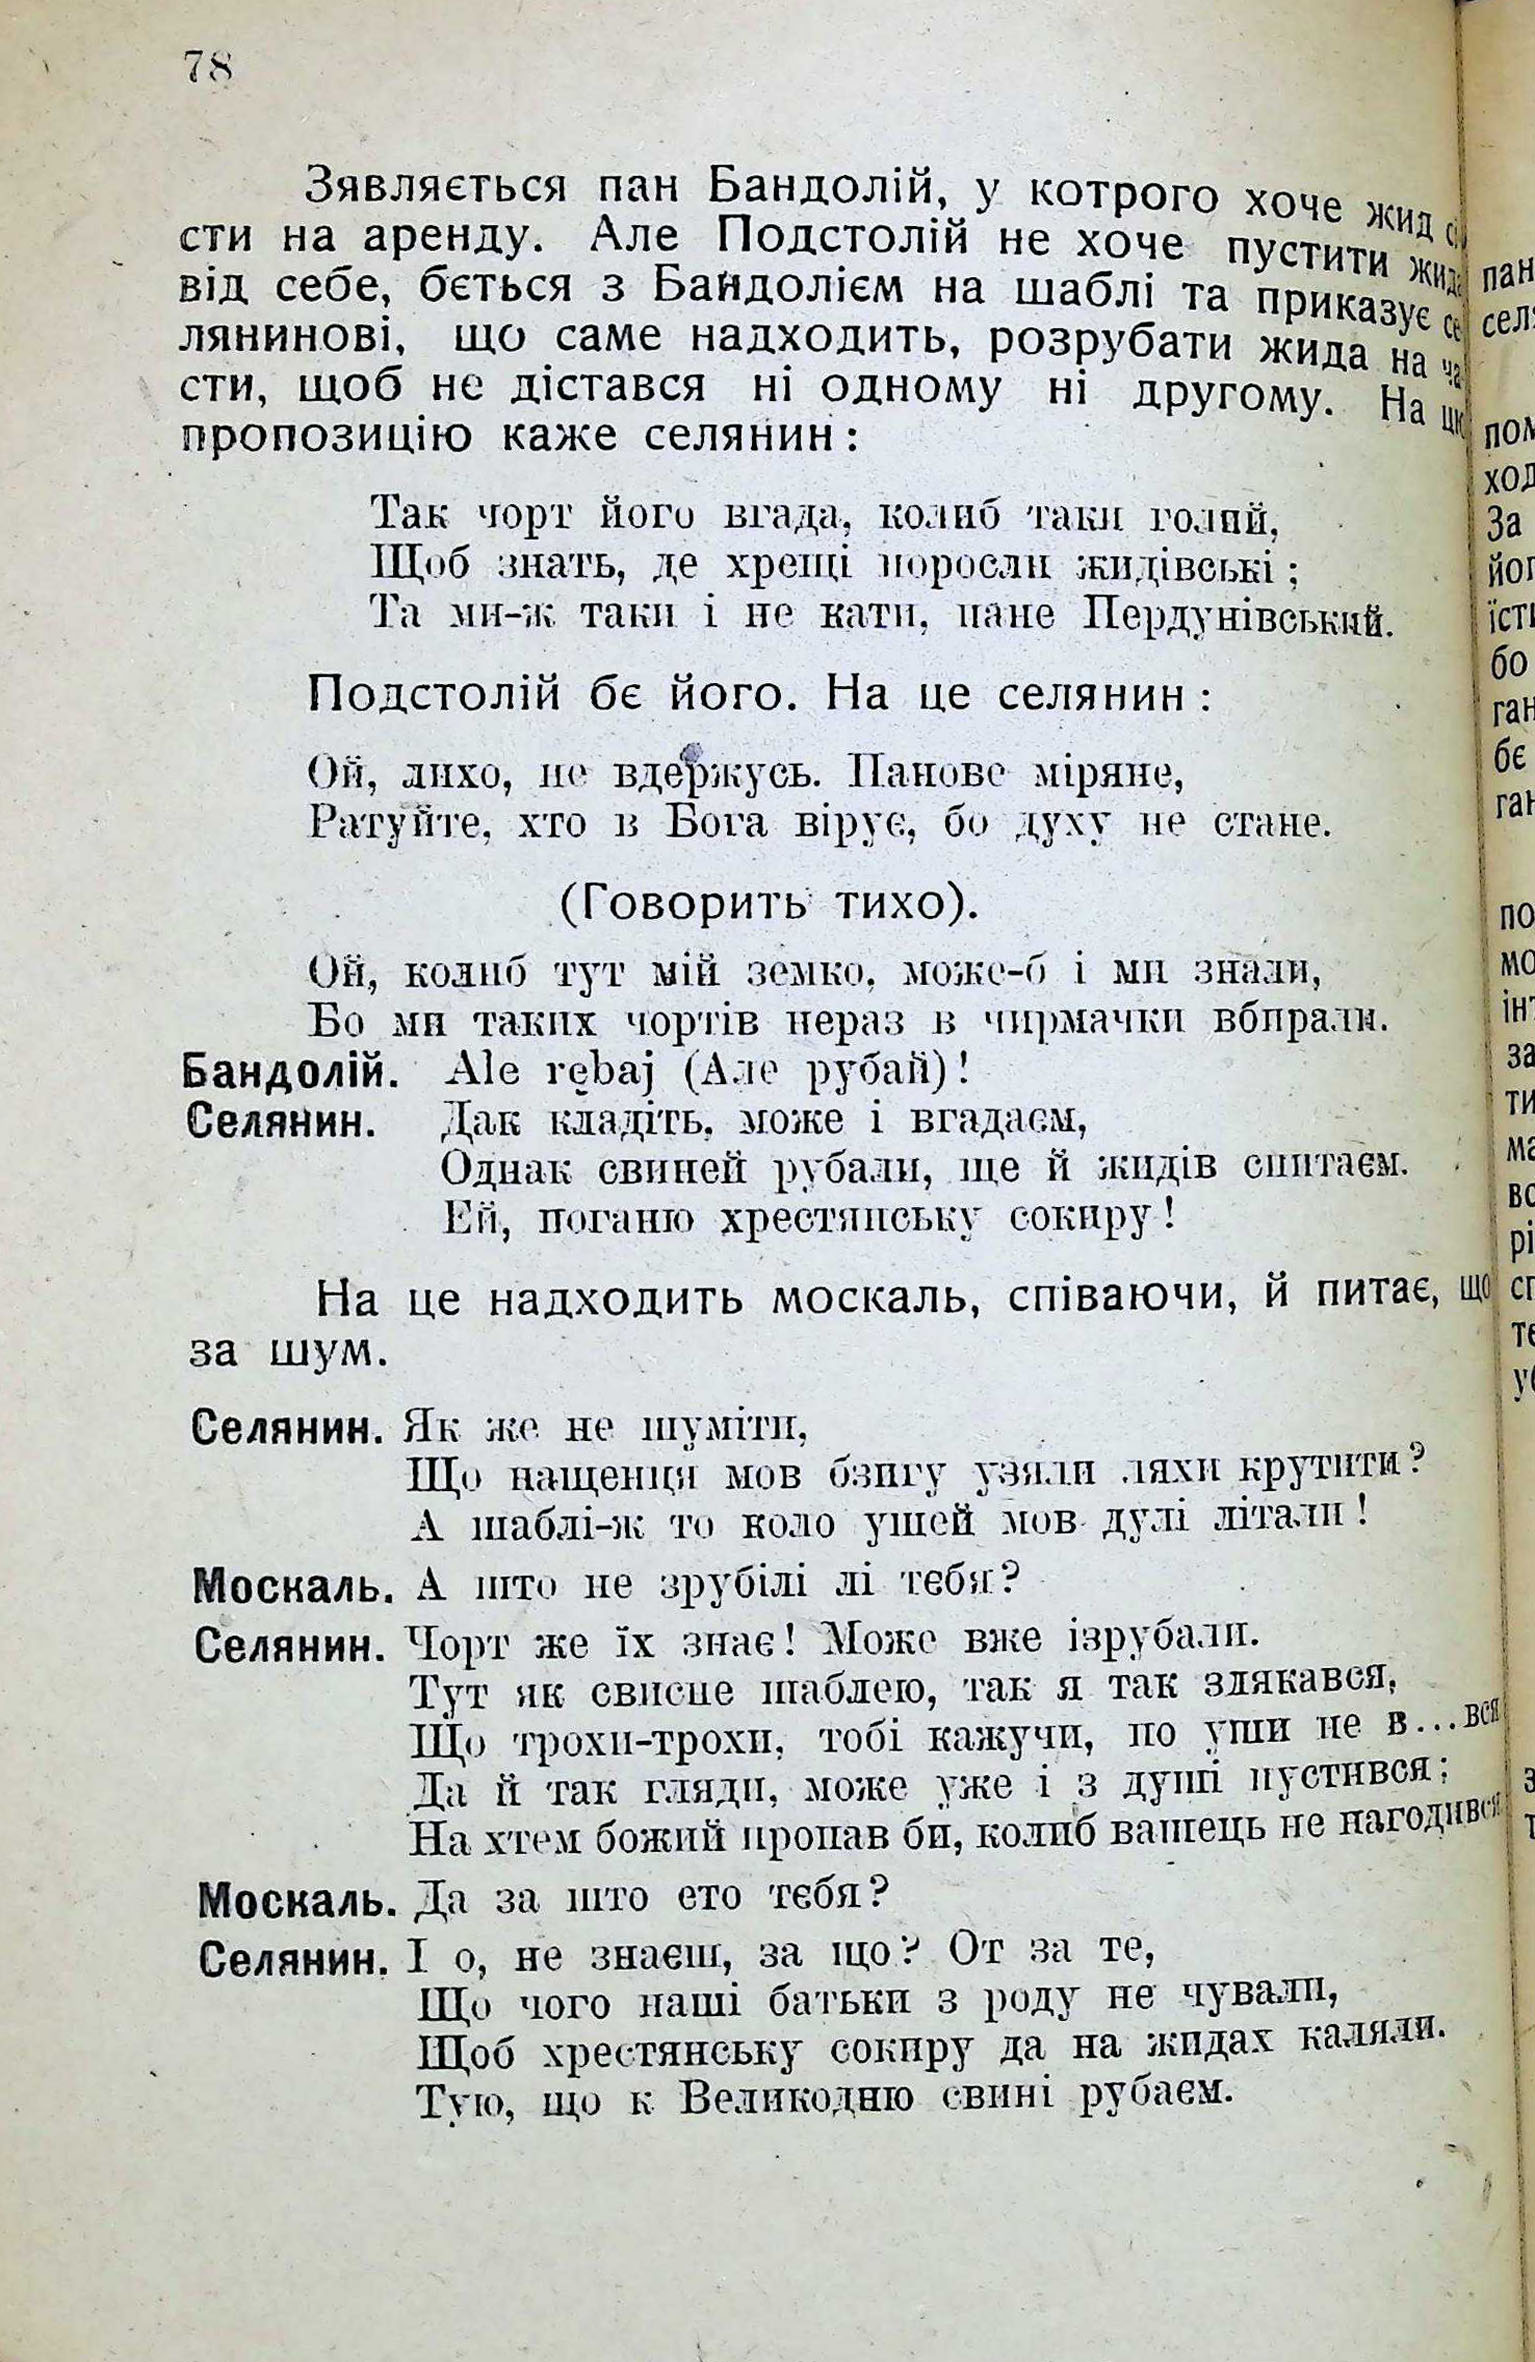 78
Зявляється пан Бандолій, у котрого хоче жид сі
сти на аренду. Але Подстолій не хоче пустити жида
від себе, бється з Бандолієм на шаблі та приказує се
лянинові, що саме надходить, розрубати жида на ча
сти, щоб не дістався ні одному ні другому. На цю
пропозицію каже селянин:
Так чорт його вгада, колиб таки голий,
Щоб знать, де хрещі поросли жидівські;
Та ми-ж таки і не кати, пане Пердунівський.
Подстолій бє його. На це селянин:
Ой, лихо, не вдержусь. Панове міряне,
Ратуйте, хто в Бога вірує, бо духу не стане.
(Говорить тихо).
Ой, колиб тут мій земко, може-б і ми знали,
Бо ми таких чортів нераз в чирмачки вбирали.
Бандолій. Ale rębaj (Але рубай)!
Селянин. Дак кладіть, може і вгадаєм,
Однак свиней рубали, ще й жидів спитаєм.
Ей, поганю хрестянську сокиру!
На це надходить москаль, співаючи, й питає, що
за шум.
Селянин. Як же не шуміти,
Що нащенця мов бзигу узяли ляхи крутити?
А шаблі-ж то коло ушей мов дулі літали!
Москаль. А што не зрубілі лі тебя?
Селянин. Чорт же їх знає! Може вже ізрубали.
Тут як свисне шаблею, так я так злякався,
Що трохи-трохи, тобі кажучи, по уши не в...вся
Да й так гляди, може уже і з душі пустився;
На хтем божий пропав би, колиб вашець не нагодився
Москаль. Да за што ето тєбя?
Селянин. І о, не знаєш, за що? От за те,
Що чого наші батьки з роду не чували,
Щоб хрестянську сокиру да на жидах каляли.
Тую, що к Великодню свині рубаєм.